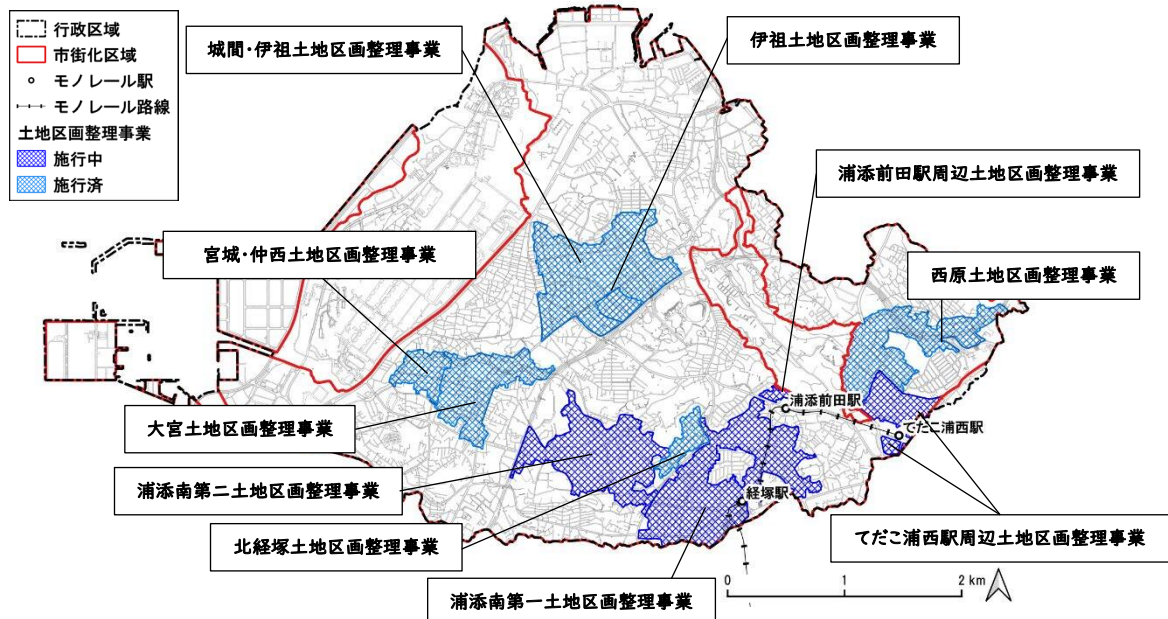 行政区域
市街化区域
モノレール駅
モノレール路線
土地区画整理事業
施行中
施行済
城間・伊祖土地区画整理事業
伊祖土地区画整理事業
浦添前田駅周辺土地区画整理事業
宮城・仲西土地区画整理事業
西原土地区画整理事業
浦添前田駅
大宮土地区画整理事業
てだこ浦西駅
浦添南第二土地区画整理事業
経塚駅
北経塚土地区画整理事業
てだこ浦西駅周辺土地区画整理事業
浦添南第一土地区画整理事業
0 1 2 km